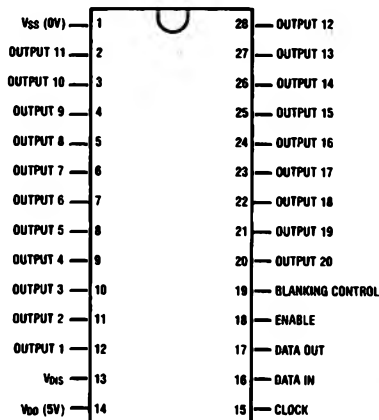 VSS (0V) 1 28 OUTPUT 12
OUTPUT 11 2 27 OUTPUT 13
OUTPUT 10 3 26 OUTPUT 14
OUTPUT 9 4 25 OUTPUT 15
OUTPUT 8 5 24 OUTPUT 16
OUTPUT 7 6 23 OUTPUT 17
OUTPUT 6 7 22 OUTPUT 18
OUTPUT 5 8 21 OUTPUT 19
OUTPUT 4 9 20 OUTPUT 20
OUTPUT 3 10 19 BLANKING CONTROL
OUTPUT 2 11 18 ENABLE
OUTPUT 1 12 17 DATA OUT
VDIS 13 16 DATA IN
VDD (5V) 14 15 CLOCK